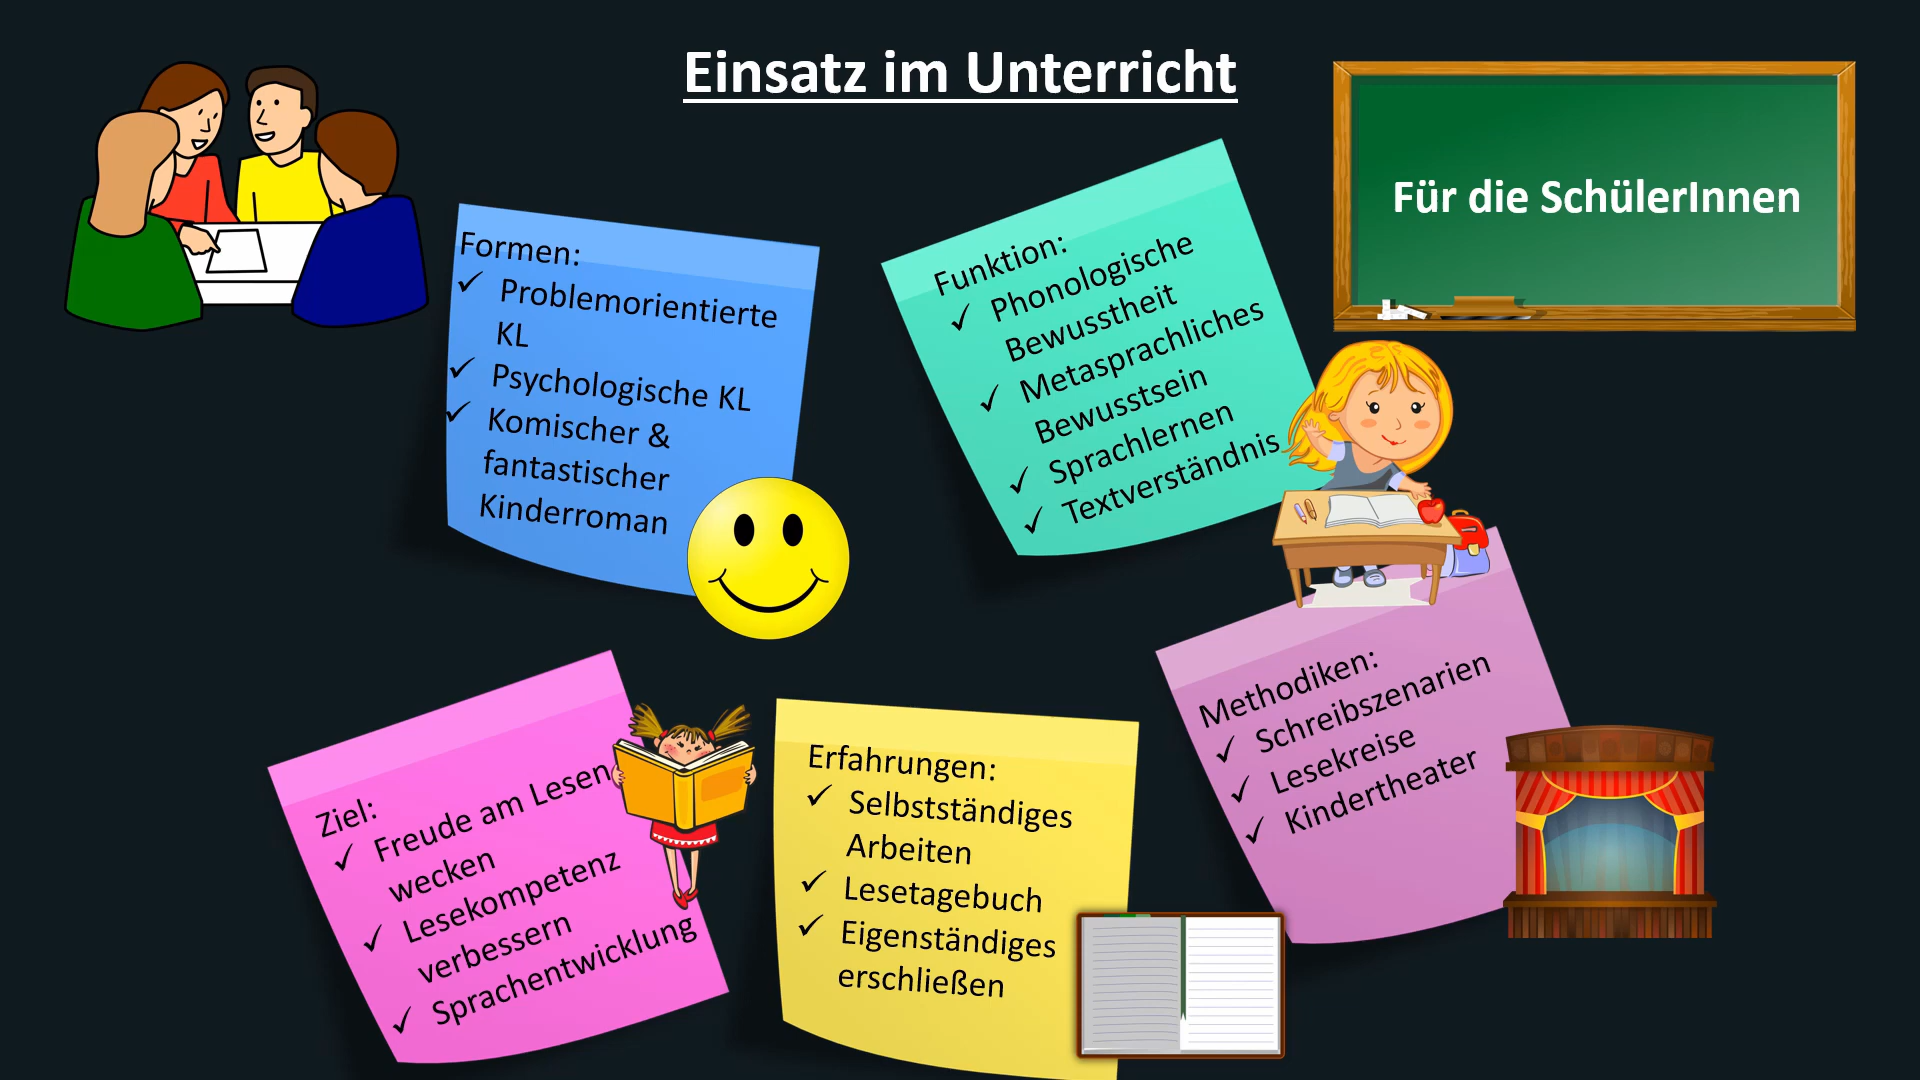 Einsatz im Unterricht
Für die SchülerInnen
Formen:
✓ Problemorientierte
KL
✓ Psychologische KL
✓ Komischer &
fantastischer
Kinderroman
Funktion:
✓ Phonologische
Bewusstheit
✓ Metasprachliches
Bewusstsein
✓ Sprachlernen
✓ Textverständnis
Ziel:
✓ Freude am Lesen
wecken
✓ Lesekompetenz
verbessern
✓ Sprachentwicklung
Erfahrungen:
✓ Selbstständiges
Arbeiten
✓ Lesetagebuch
✓ Eigenständiges
erschließen
Methodiken:
✓ Schreibszenarien
✓ Lesekreise
✓ Kindertheater